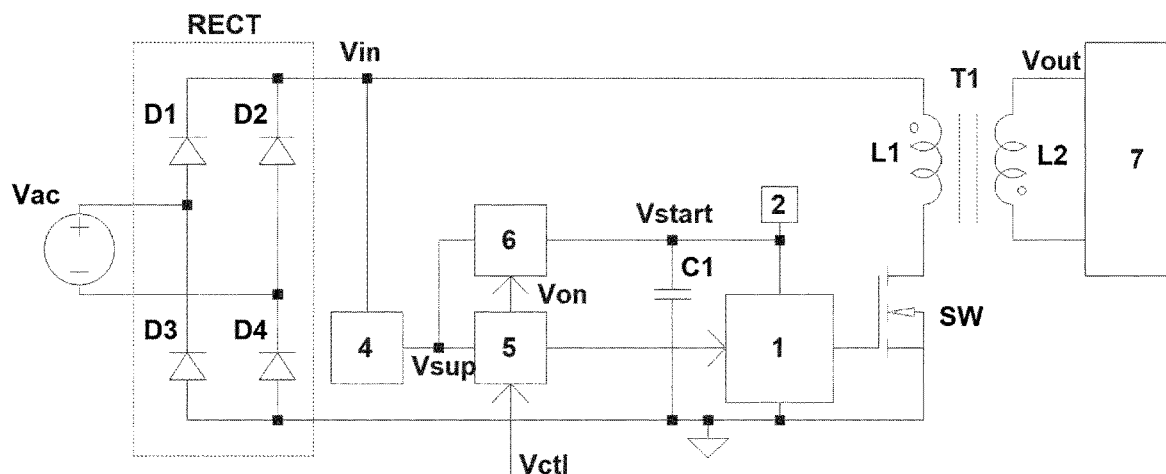 RECT
Vin
Vout
T1
D1
D2
L1
L2
7
Vac
+
−
2
Vstart
6
C1
Von
SW
D3
D4
4
5
1
Vsup
Vctl